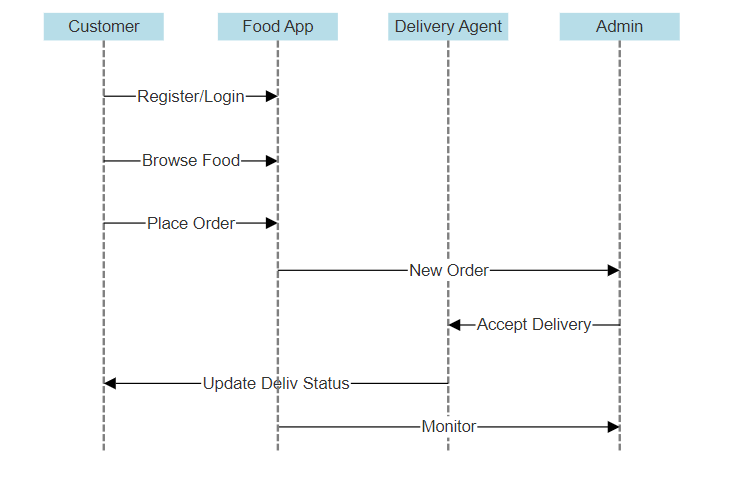 Customer
Food App
Delivery Agent
Admin
Register/Login
Browse Food
Place Order
New Order
Accept Delivery
Update Deliv Status
Monitor